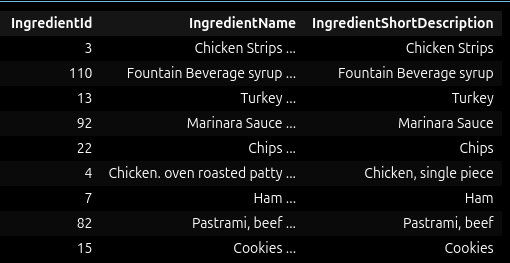 IngredientId IngredientName IngredientShortDescription
3 Chicken Strips ... Chicken Strips
110 Fountain Beverage syrup ... Fountain Beverage syrup
13 Turkey ... Turkey
92 Marinara Sauce ... Marinara Sauce
22 Chips ... Chips
4 Chicken. oven roasted patty ... Chicken, single piece
7 Ham ... Ham
82 Pastrami, beef ... Pastrami, beef
15 Cookies ... Cookies